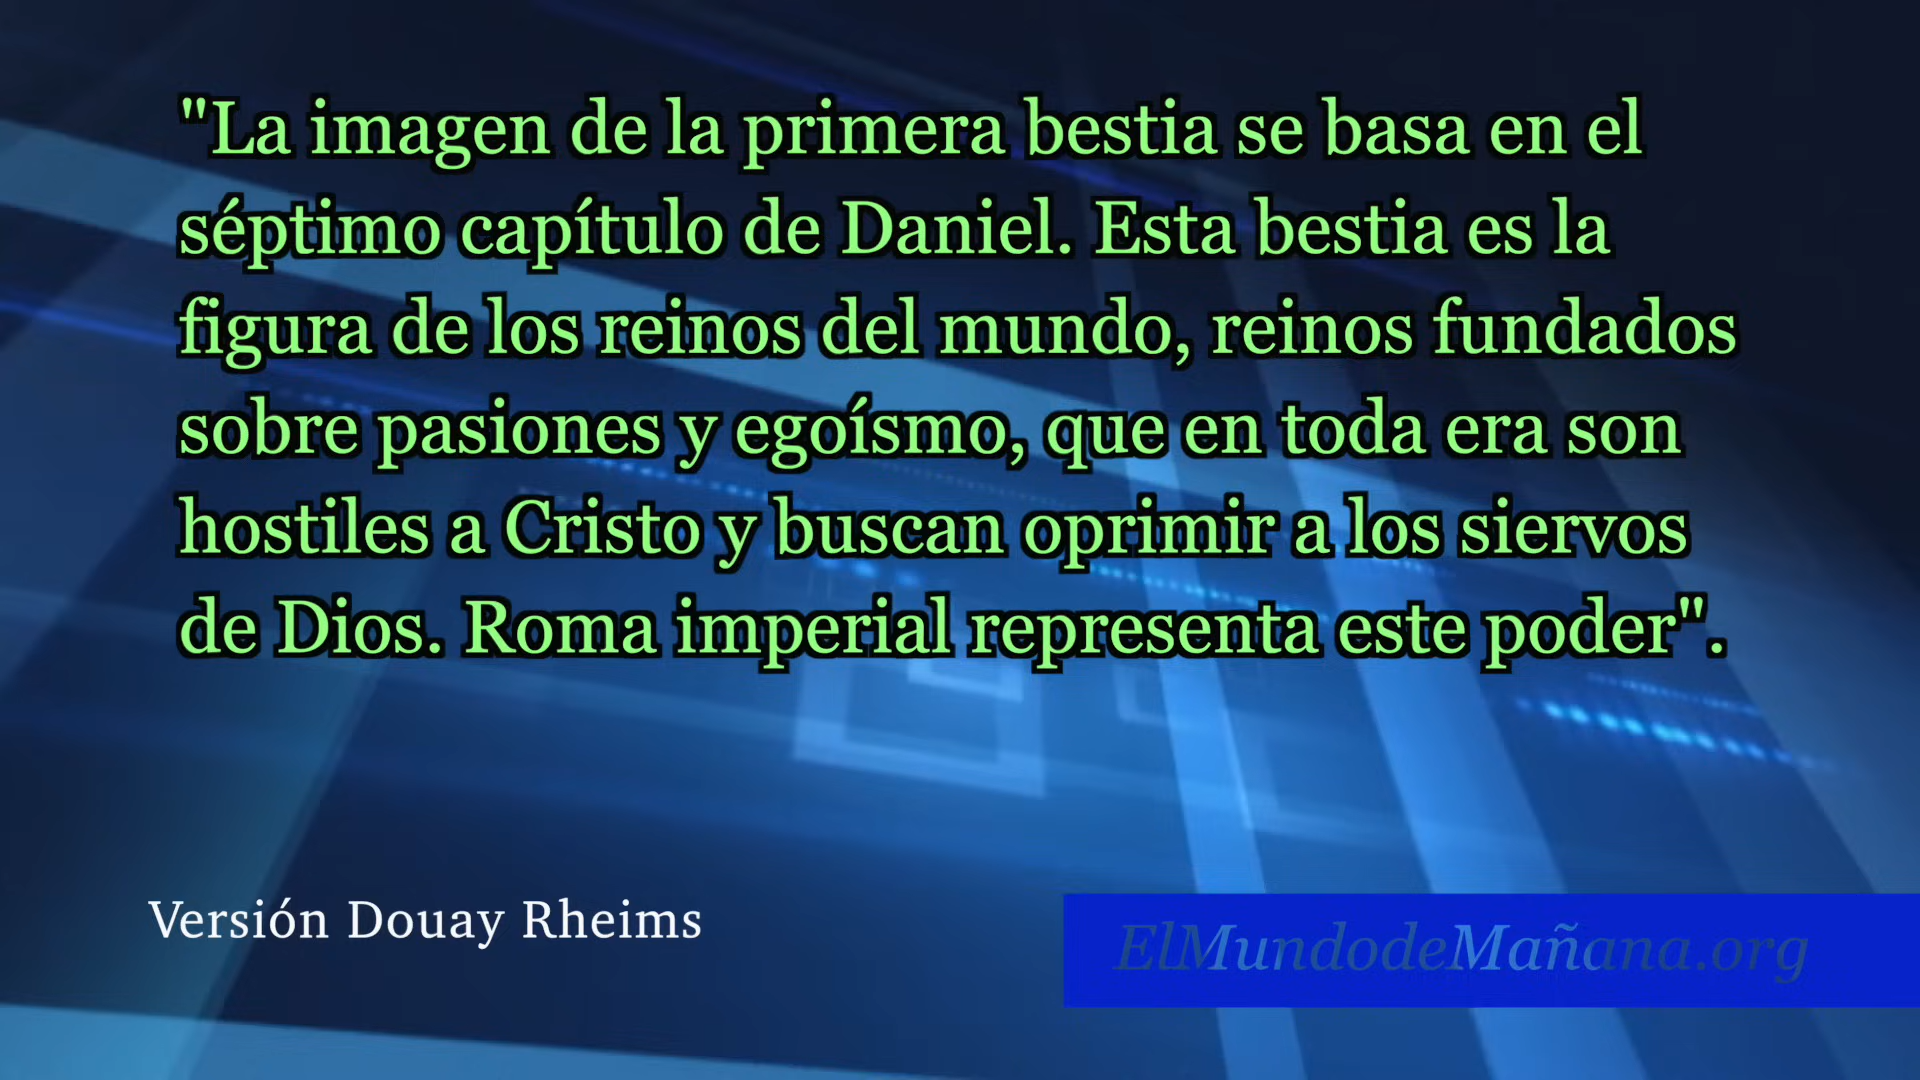 "La imagen de la primera bestia se basa en el
séptimo capítulo de Daniel. Esta bestia es la
figura de los reinos del mundo, reinos fundados
sobre pasiones y egoísmo, que en toda era son
hostiles a Cristo y buscan oprimir a los siervos
de Dios. Roma imperial representa este poder".
Versión Douay Rheims
ElMundodeMañana.org